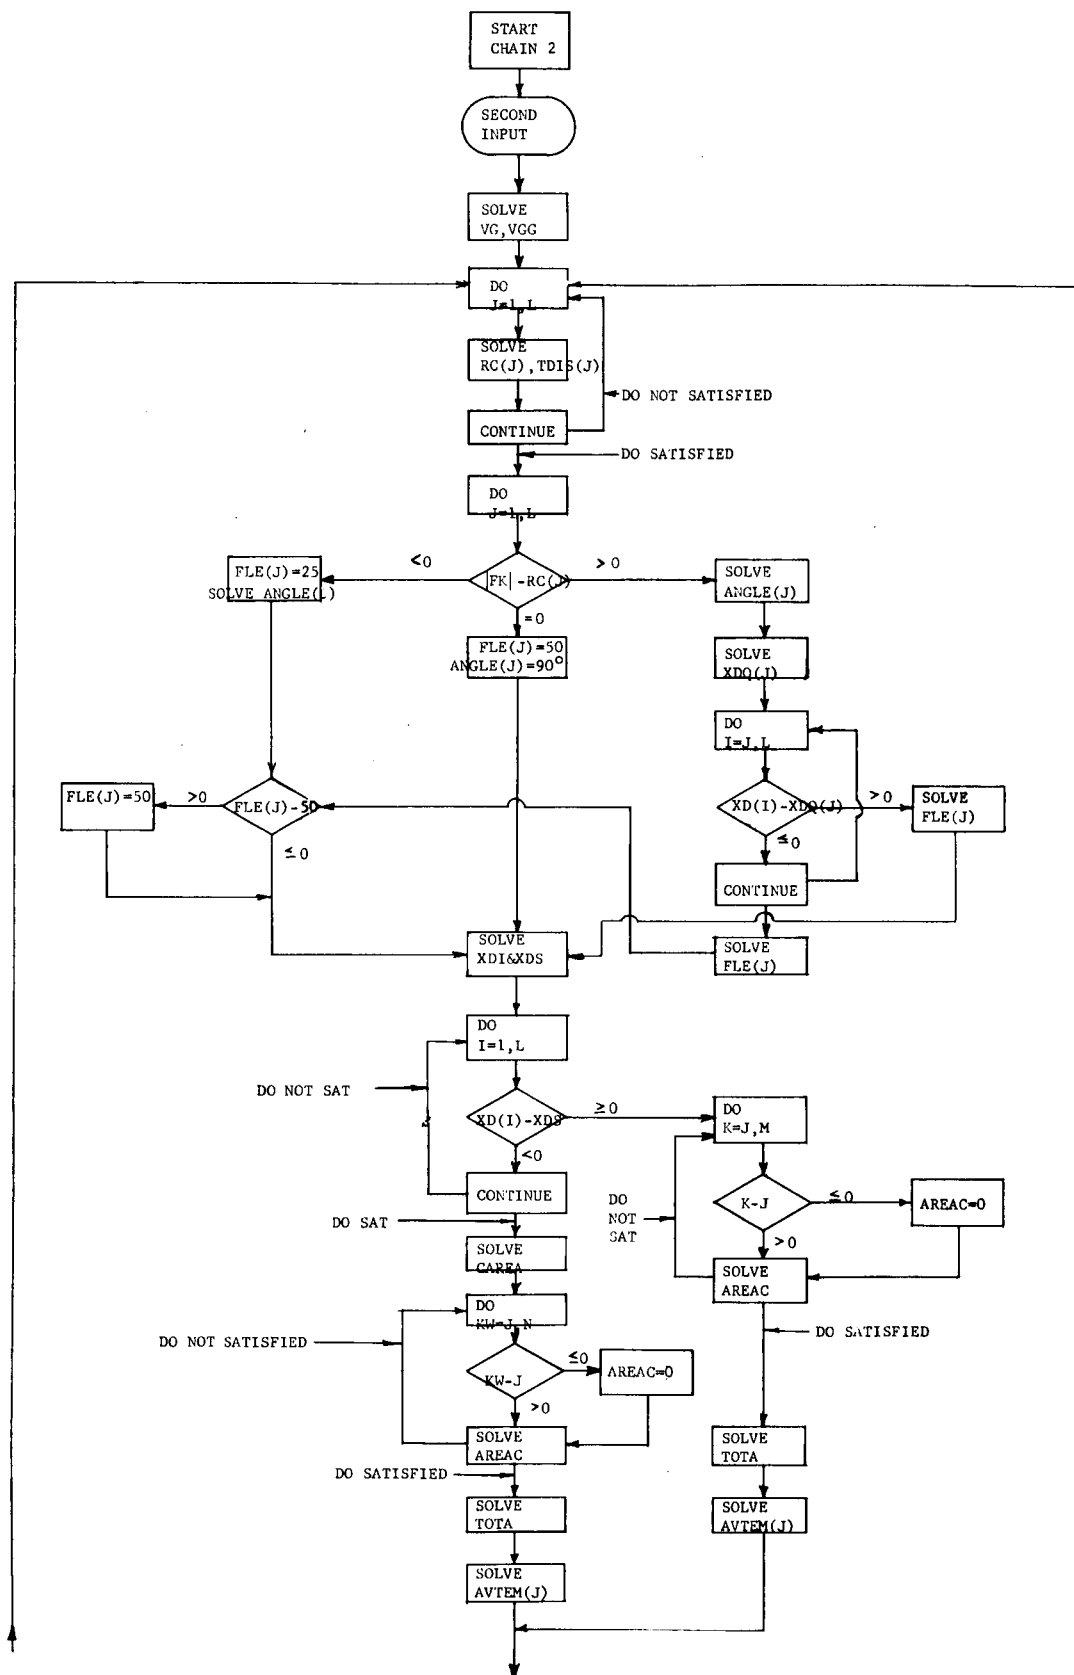 START
CHAIN 2
SECOND
INPUT
SOLVE
VG,VGG
DO
J=1,L
SOLVE
RC(J),TDIS(J)
DO NOT SATISFIED
CONTINUE
DO SATISFIED
DO
J=1,L
<0
|FK|-RC(J)
>0
=0
FLE(J)=25
SOLVE ANGLE(J)
FLE(J)=50
ANGLE(J)=90°
SOLVE
ANGLE(J)
SOLVE
XDQ(J)
DO
I=J,L
FLE(J)=50
>0
FLE(J)-50
≤0
XD(I)-XDQ(J)
>0
≤0
SOLVE
FLE(J)
CONTINUE
SOLVE
FLE(J)
SOLVE
XDI&XDS
DO
I=1,L
DO NOT SAT
XD(I)-XDS
≥0
<0
DO
K=J,M
CONTINUE
DO SAT
K-J
≤0
>0
AREAC=0
DO
NOT
SAT
SOLVE
AREAC
SOLVE
CAREA
DO
KW=J,N
DO NOT SATISFIED
DO SATISFIED
KW-J
≤0
>0
AREAC=0
SOLVE
AREAC
DO SATISFIED
SOLVE
TOTA
SOLVE
AVTEM(J)
SOLVE
TOTA
SOLVE
AVTEM(J)